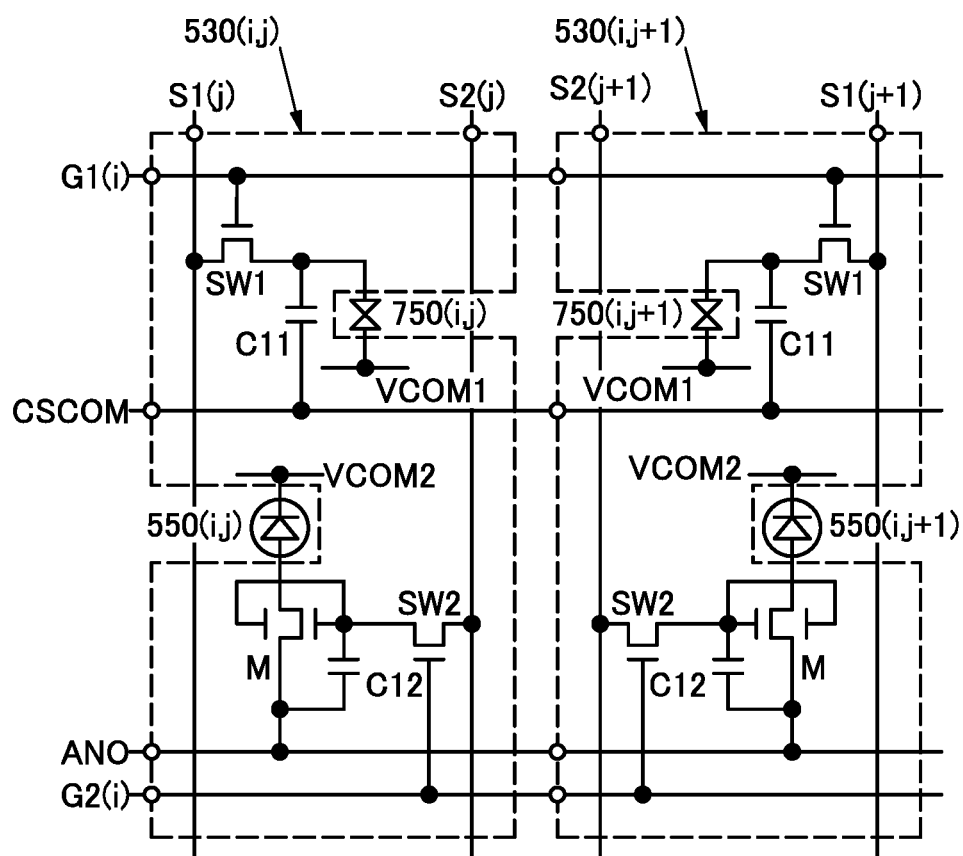 530(i,j)
530(i,j+1)
S1(j)
S2(j)
S2(j+1)
S1(j+1)
G1(i)
SW1
SW1
C11
750(i,j)
750(i,j+1)
C11
VCOM1
VCOM1
CSCOM
VCOM2
VCOM2
550(i,j)
550(i,j+1)
SW2
SW2
M
C12
C12
M
ANO
G2(i)